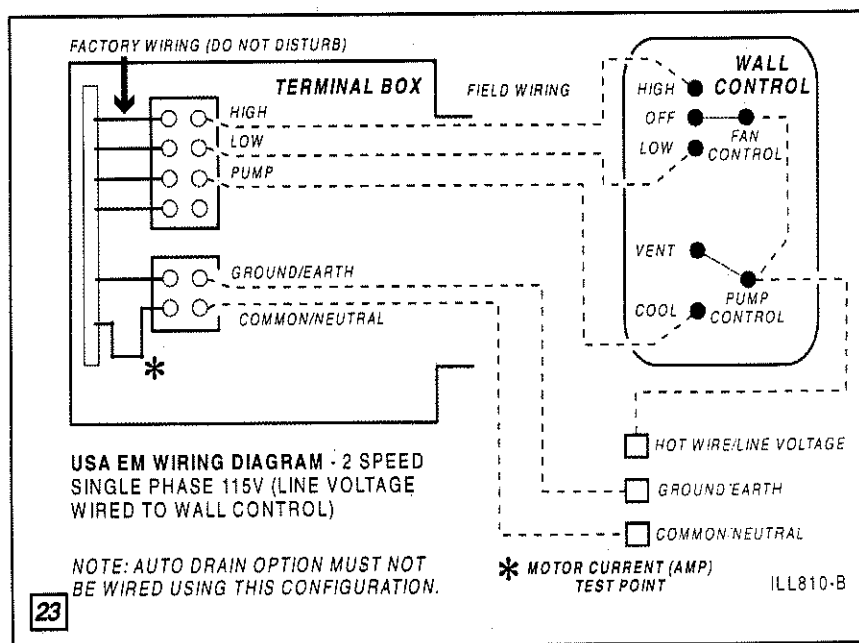 FACTORY WIRING (DO NOT DISTURB)
TERMINAL BOX
FIELD WIRING
WALL CONTROL
HIGH
LOW
PUMP
HIGH
OFF
FAN CONTROL
LOW
GROUND/EARTH
COMMON/NEUTRAL
*
VENT
PUMP CONTROL
COOL
HOT WIRE/LINE VOLTAGE
GROUND/EARTH
COMMON/NEUTRAL
USA EM WIRING DIAGRAM - 2 SPEED
SINGLE PHASE 115V (LINE VOLTAGE
WIRED TO WALL CONTROL)
NOTE: AUTO DRAIN OPTION MUST NOT
BE WIRED USING THIS CONFIGURATION.
* MOTOR CURRENT (AMP)
TEST POINT
ILL810-B
23